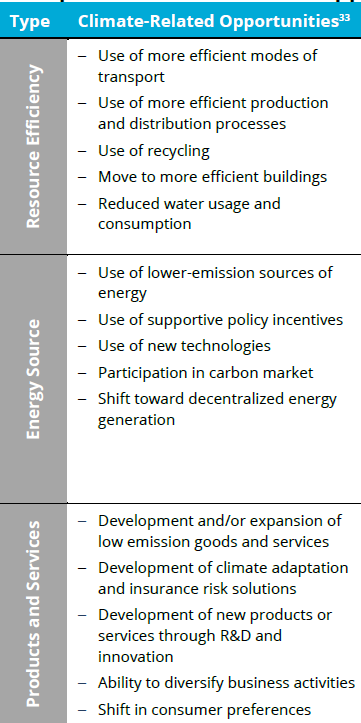 Type Climate-Related Opportunities³³
Resource Efficiency
– Use of more efficient modes of
transport
– Use of more efficient production
and distribution processes
– Use of recycling
– Move to more efficient buildings
– Reduced water usage and
consumption
Energy Source
– Use of lower-emission sources of
energy
– Use of supportive policy incentives
– Use of new technologies
– Participation in carbon market
– Shift toward decentralized energy
generation
Products and Services
– Development and/or expansion of
low emission goods and services
– Development of climate adaptation
and insurance risk solutions
– Development of new products or
services through R&D and
innovation
– Ability to diversify business activities
– Shift in consumer preferences